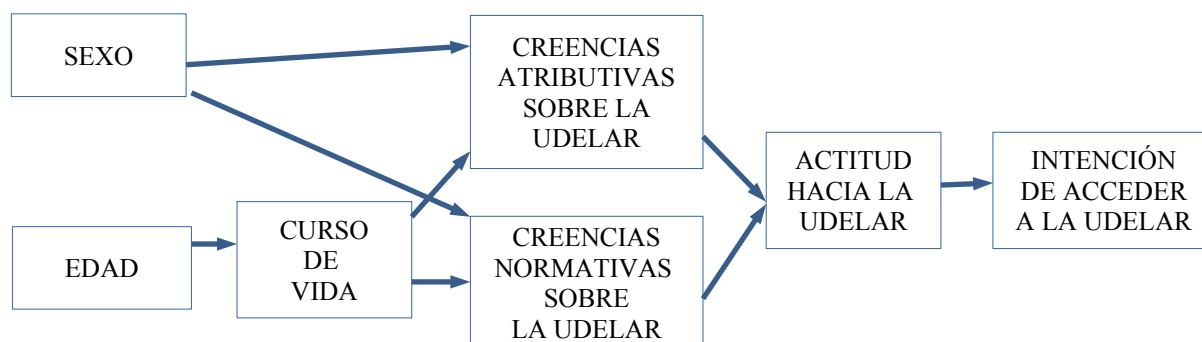 SEXO
CREENCIAS
ATRIBUTIVAS
SOBRE LA
UDELAR
EDAD
CURSO
DE
VIDA
CREENCIAS
NORMATIVAS
SOBRE
LA UDELAR
ACTITUD
HACIA LA
UDELAR
INTENCIÓN
DE ACCEDER
A LA UDELAR